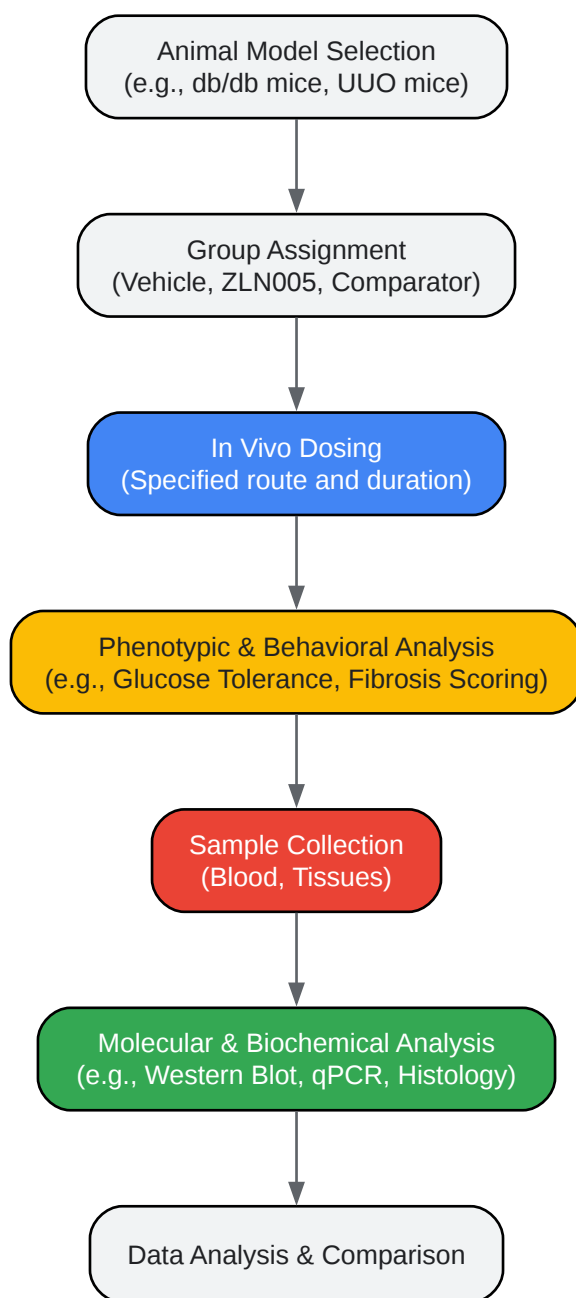 Animal Model Selection
(e.g., db/db mice, UUO mice)
Group Assignment
(Vehicle, ZLN005, Comparator)
In Vivo Dosing
(Specified route and duration)
Phenotypic & Behavioral Analysis
(e.g., Glucose Tolerance, Fibrosis Scoring)
Sample Collection
(Blood, Tissues)
Molecular & Biochemical Analysis
(e.g., Western Blot, qPCR, Histology)
Data Analysis & Comparison